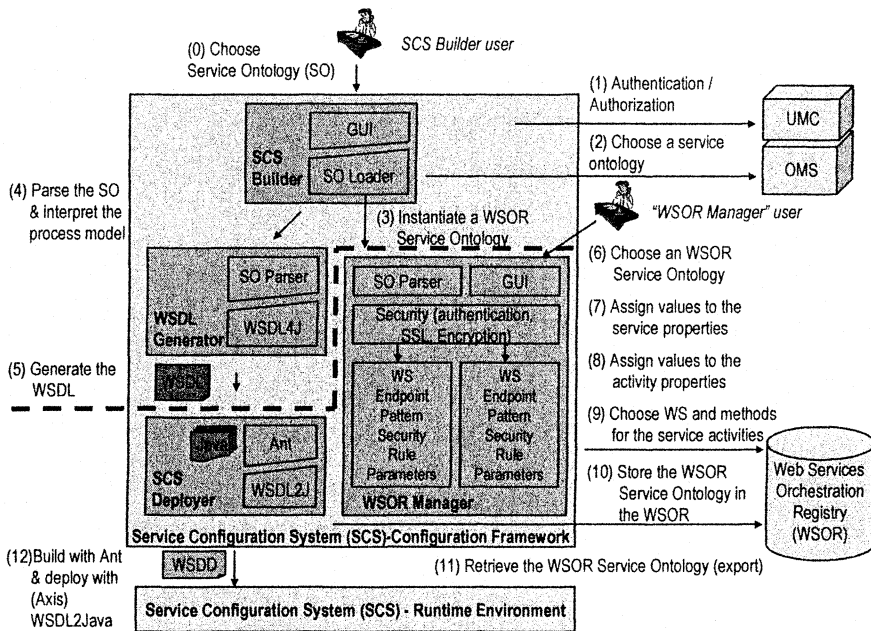 (0) Choose
Service Ontology (SO)
SCS Builder user
(1) Authentication /
Authorization
UMC
(2) Choose a service
ontology
OMS
GUI
SCS
Builder
SO Loader
(4) Parse the SO
& interpret the
process model
(3) Instantiate a WSOR
Service Ontology
"WSOR Manager" user
(6) Choose an WSOR
Service Ontology
SO Parser
WSDL
Generator
WSDL4J
SO Parser
GUI
Security (authentication,
SSL, Encryption)
(7) Assign values to the
service properties
(8) Assign values to the
activity properties
(5) Generate the
WSDL
WSDL
WS
Endpoint
Pattern
Security
Rule
Parameters
WS
Endpoint
Pattern
Security
Rule
Parameters
WSOR Manager
(9) Choose WS and methods
for the service activities
Java
Ant
SCS
Deployer
WSDL2J
(10) Store the WSOR
Service Ontology in
the WSOR
Web Services
Orchestration
Registry
(WSOR)
Service Configuration System (SCS)-Configuration Framework
(11) Retrieve the WSOR Service Ontology (export)
(12)Build with Ant
& deploy with
(Axis)
WSDL2Java
WSDD
Service Configuration System (SCS) - Runtime Environment